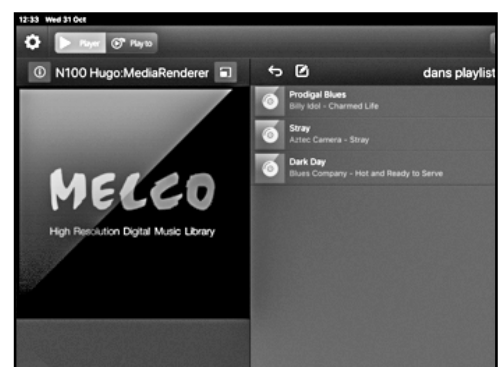 12:33 Wed 31 Oct
Player Play to
N100 Hugo:MediaRenderer
dans playlist
Prodigal Blues
Billy Idol - Charmed Life
Stray
Aztec Camera - Stray
Dark Day
Blues Company - Hot and Ready to Serve
MELCO
High Resolution Digital Music Library